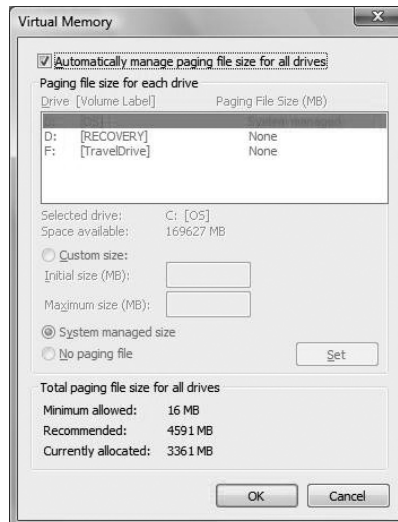 Virtual Memory
Automatically manage paging file size for all drives
Paging file size for each drive
Drive [Volume Label] Paging File Size (MB)
C: [OS] System managed
D: [RECOVERY] None
F: [TravelDrive] None
Selected drive: C: [OS]
Space available: 169627 MB
Custom size:
Initial size (MB):
Maximum size (MB):
System managed size
No paging file
Set
Total paging file size for all drives
Minimum allowed: 16 MB
Recommended: 4591 MB
Currently allocated: 3361 MB
OK Cancel